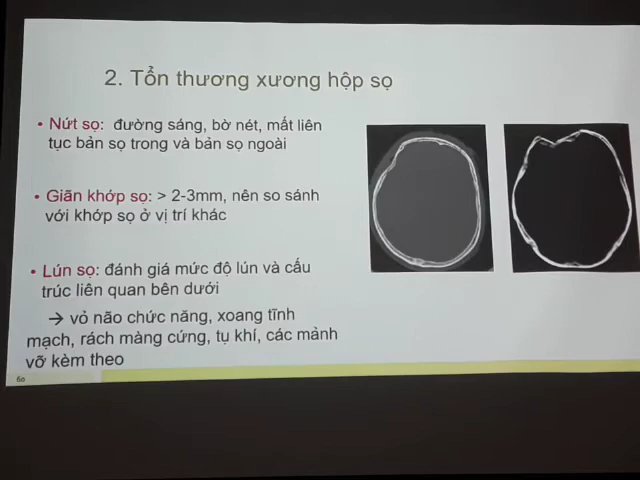 2. Tổn thương xương hộp sọ
• Nứt sọ: đường sáng, bờ nét, mất liên
tục bản sọ trong và bản sọ ngoài
• Giãn khớp sọ: > 2-3mm, nên so sánh
với khớp sọ ở vị trí khác
• Lún sọ: đánh giá mức độ lún và cấu
trúc liên quan bên dưới
→ vỏ não chức năng, xoang tĩnh
mạch, rách màng cứng, tụ khí, các mảnh
vỡ kèm theo